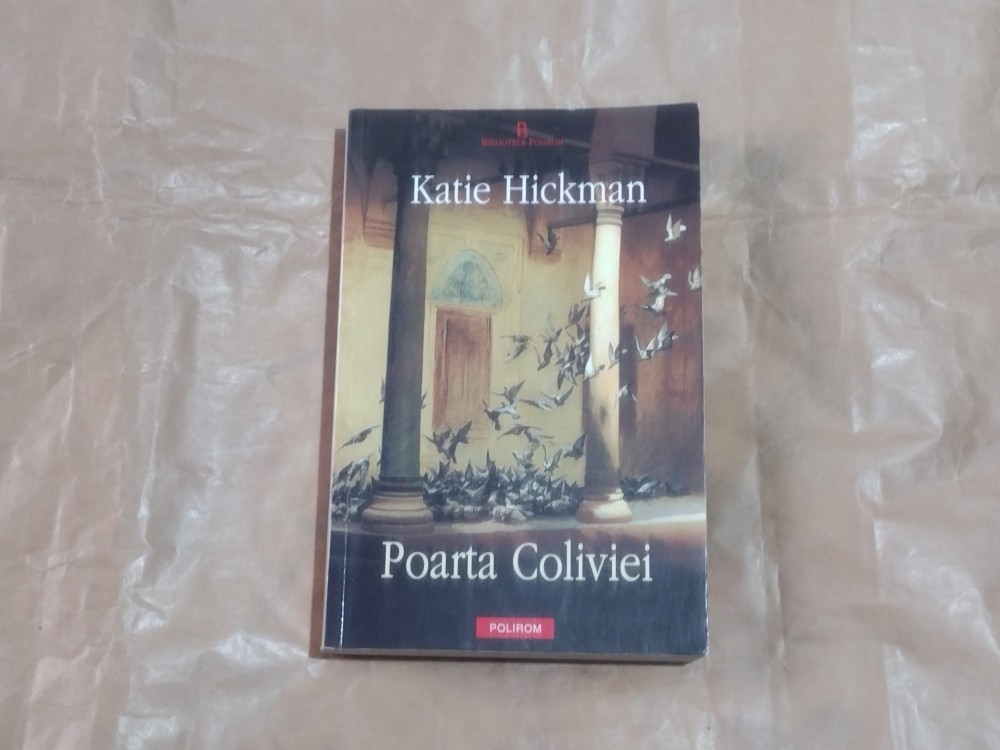 BIBLIOTECA POLIROM
Katie Hickman
Poarta Coliviei
POLIROM